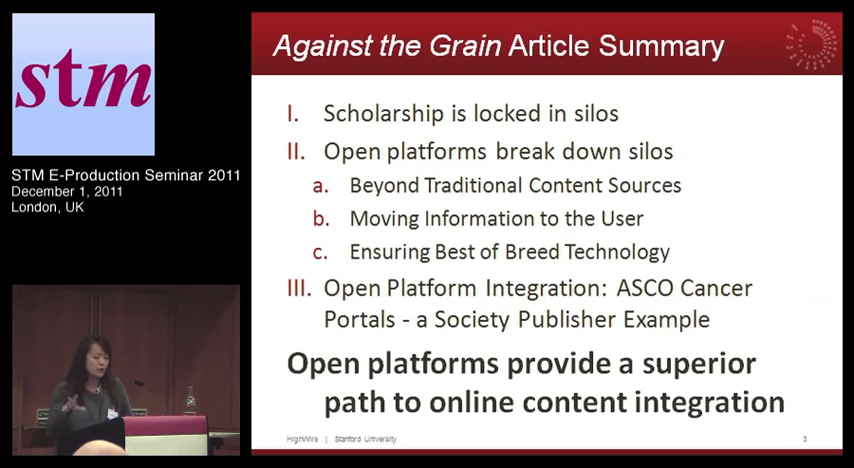 stm
STM E-Production Seminar 2011
December 1, 2011
London, UK
Against the Grain Article Summary
I. Scholarship is locked in silos
II. Open platforms break down silos
a. Beyond Traditional Content Sources
b. Moving Information to the User
c. Ensuring Best of Breed Technology
III. Open Platform Integration: ASCO Cancer
Portals - a Society Publisher Example
Open platforms provide a superior
path to online content integration
HighWire | Stanford University
3